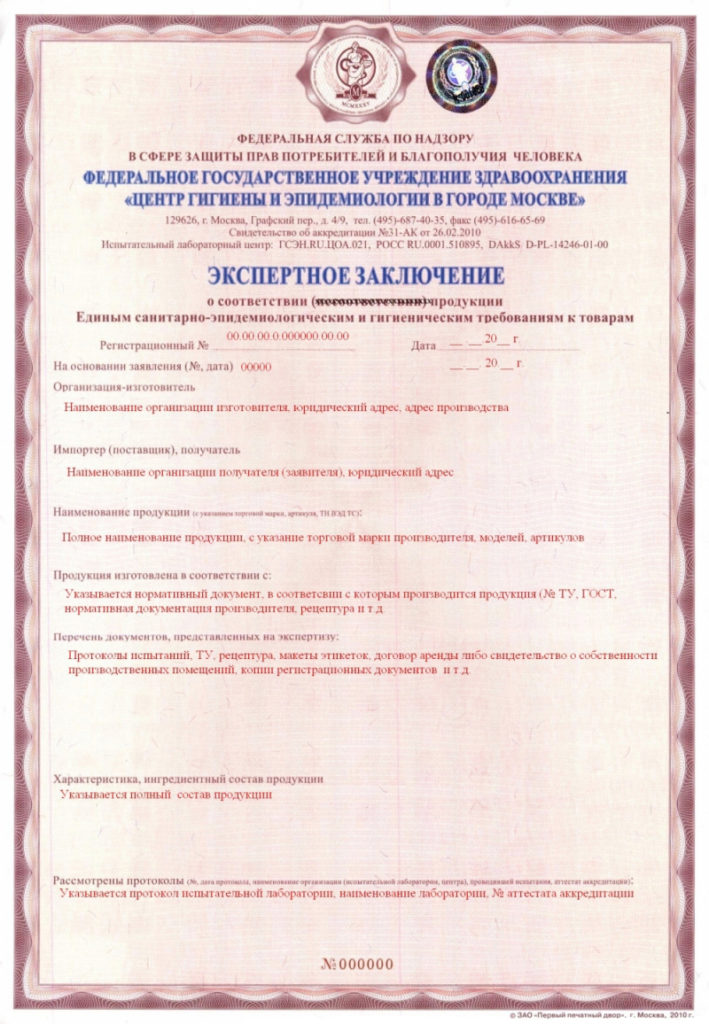 МСМХХХV
ФЕДЕРАЛЬНАЯ СЛУЖБА ПО НАДЗОРУ
В СФЕРЕ ЗАЩИТЫ ПРАВ ПОТРЕБИТЕЛЕЙ И БЛАГОПОЛУЧИЯ ЧЕЛОВЕКА
ФЕДЕРАЛЬНОЕ ГОСУДАРСТВЕННОЕ УЧРЕЖДЕНИЕ ЗДРАВООХРАНЕНИЯ
«ЦЕНТР ГИГИЕНЫ И ЭПИДЕМИОЛОГИИ В ГОРОДЕ МОСКВЕ»
129626, г. Москва, Графский пер., д. 4/9, тел. (495)-687-40-35, факс (495)-616-65-69
Свидетельство об аккредитации №31-АК от 26.02.2010
Испытательный лабораторный центр: ГСЭН.RU.ЦОА.021, РОСС RU.0001.510895, DAkkS D-PL-14246-01-00
ЭКСПЕРТНОЕ ЗАКЛЮЧЕНИЕ
о соответствии (несоответствии) продукции
Единым санитарно-эпидемиологическим и гигиеническим требованиям к товарам
Регистрационный № 00.00.00.0.000000.00.00 Дата __.__.20__ г.
На основании заявления (№, дата) 00000 __.__.20__ г.
Организация-изготовитель
Наименование организации изготовителя, юридический адрес, адрес производства
Импортер (поставщик), получатель
Наименование организации получателя (заявителя), юридический адрес
Наименование продукции (с указанием торговой марки, артикула, ТН ВЭД ТС):
Полное наименование продукции, с указание торговой марки производителя, моделей, артикулов
Продукция изготовлена в соответствии с:
Указывается нормативный документ, в соответсвии с которым производится продукция (№ ТУ, ГОСТ,
нормативная документация производителя, рецептура и т.д.
Перечень документов, представленных на экспертизу:
Протоколы испытаний, ТУ, рецептура, макеты этикеток, договор аренды либо свидетельство о собственности
производственных помещений, копии регистрационных документов и т.д.
Характеристика, ингредиентный состав продукции
Указывается полный состав продукции
Рассмотрены протоколы (№, дата протокола, наименование организации (испытательной лаборатории, центра), проводившей испытания, аттестат аккредитации):
Указывается протокол испытательной лаборатории, наименование лаборатории, № аттестата аккредитации
№000000
© ЗАО «Первый печатный двор», г. Москва, 2010 г.